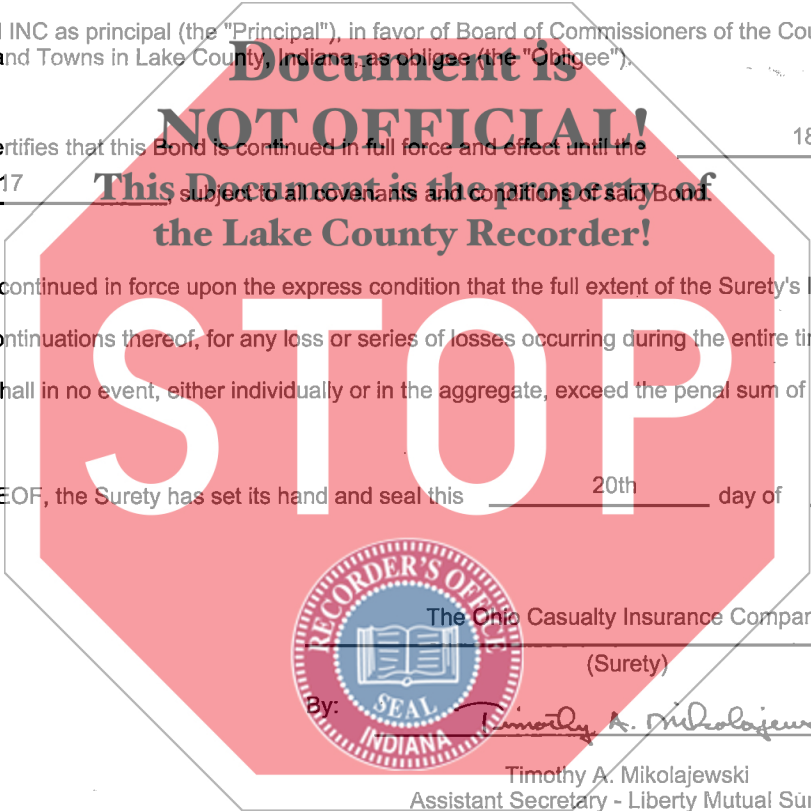 INC as principal (the "Principal"), in favor of Board of Commissioners of the Cou
and Towns in Lake County, Indiana, as obligee (the "Obligee").
Document is
NOT OFFICIAL!
ertifies that this Bond is continued in full force and effect until the 18
17 , subject to all covenants and conditions of said Bond.
This Document is the property of
the Lake County Recorder!
continued in force upon the express condition that the full extent of the Surety's l
ontinuations thereof, for any loss or series of losses occurring during the entire ti
hall in no event, either individually or in the aggregate, exceed the penal sum of
STOP
EOF, the Surety has set its hand and seal this 20th day of
RECORDER'S OFFICE
SEAL
INDIANA
The Ohio Casualty Insurance Compan
(Surety)
By: Timothy A. Mikolajews
Timothy A. Mikolajewski
Assistant Secretary - Liberty Mutual Sur